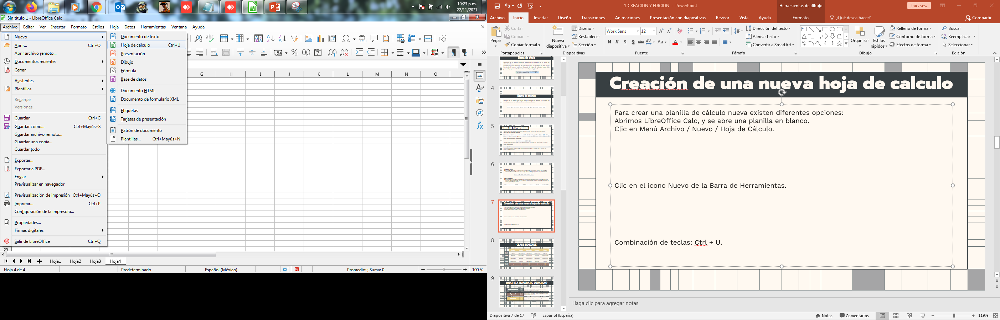 10:23 p.m.
22/11/2021
Sin título 1 - LibreOffice Calc
Archivo Editar Ver Insertar Formato Estilos Hoja Datos Herramientas Ventana Ayuda
Nuevo
Abrir... Ctrl+O
Abrir archivo remoto...
Documentos recientes
Cerrar
Asistentes
Plantillas
Recargar
Versiones...
Guardar Ctrl+G
Guardar como... Ctrl+Mayús+S
Guardar archivo remoto...
Guardar una copia...
Guardar todo
Exportar...
Exportar a PDF...
Enviar
Previsualizar en navegador
Previsualización de impresión Ctrl+Mayús+O
Imprimir... Ctrl+P
Configuración de la impresora...
Propiedades...
Firmas digitales
Salir de LibreOffice Ctrl+Q
Documento de texto
Hoja de cálculo Ctrl+U
Presentación
Dibujo
Fórmula
Base de datos
Documento HTML
Documento de formulario XML
Etiquetas
Tarjetas de presentación
Patrón de documento
Plantillas... Ctrl+Mayús+N
G H I J K L M N O
29
Hoja1 Hoja2 Hoja3 Hoja4
Hoja 4 de 4 Predeterminado Español (México) Promedio: ; Suma: 0 100 %
1 CREACION Y EDICION - PowerPoint
Herramientas de dibujo
Inic. ses.
Archivo Inicio Insertar Diseño Transiciones Animaciones Presentación con diapositivas Revisar Vista Ayuda Formato ¿Qué desea hacer? Compartir
Pegar
Cortar
Copiar
Copiar formato
Portapapeles
Nueva
diapositiva
Diseño
Restablecer
Sección
Diapositivas
Work Sans 12
N K S S abc AV Aa A
Fuente
Dirección del texto
Alinear texto
Convertir a SmartArt
Párrafo
Organizar
Estilos
rápidos
Relleno de forma
Contorno de forma
Efectos de forma
Dibujo
Buscar
Reemplazar
Seleccionar
Edición
Barra de título
4
Barra de menús
5
Barra de herramientas
6
7
Creación de una nueva hoja de calculo
8
CLASS SCHEDULE
9
WHAT IS A QUADRATIC EQUATION?
Creación de una nueva hoja de calculo
Para crear una planilla de cálculo nueva existen diferentes opciones:
Abrimos LibreOffice Calc, y se abre una planilla en blanco.
Clic en Menú Archivo / Nuevo / Hoja de Cálculo.
Clic en el icono Nuevo de la Barra de Herramientas.
Combinación de teclas: Ctrl + U.
Haga clic para agregar notas
Diapositiva 7 de 17 Español (España) Notas Comentarios 119%